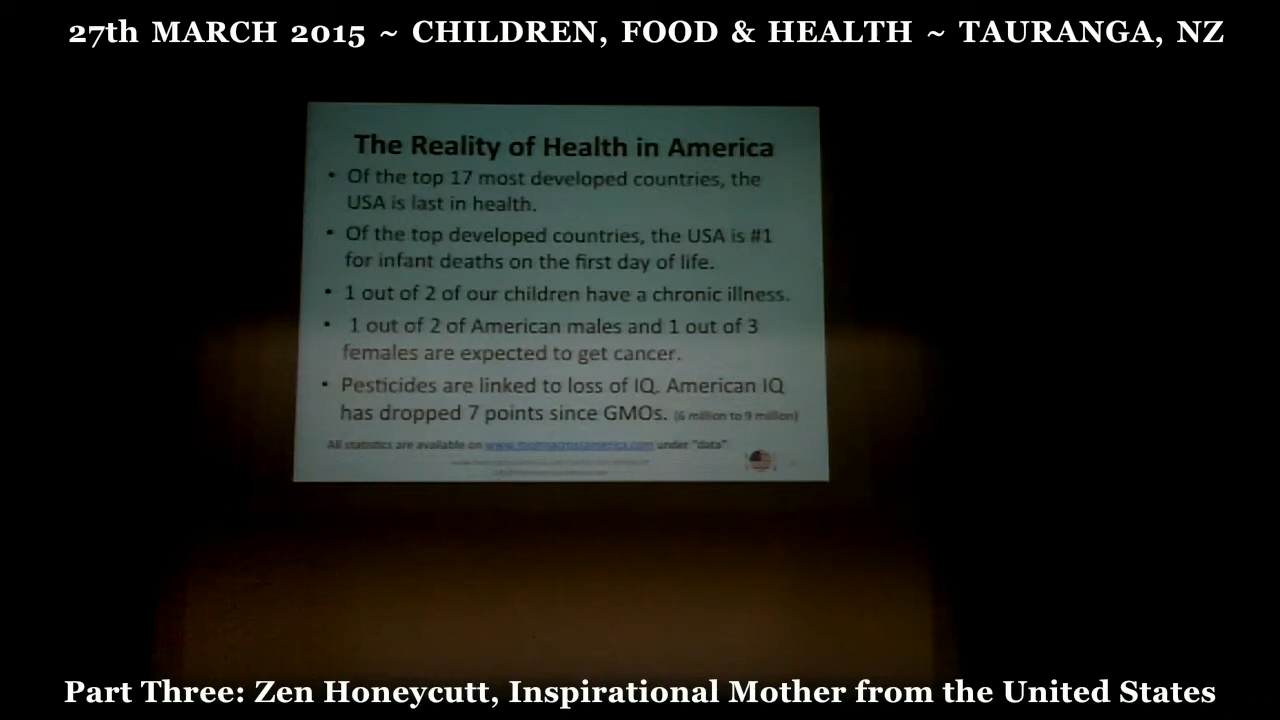 27th MARCH 2015 ~ CHILDREN, FOOD & HEALTH ~ TAURANGA, NZ
The Reality of Health in America
• Of the top 17 most developed countries, the
USA is last in health.
• Of the top developed countries, the USA is #1
for infant deaths on the first day of life.
• 1 out of 2 of our children have a chronic illness.
• 1 out of 2 of American males and 1 out of 3
females are expected to get cancer.
• Pesticides are linked to loss of IQ. American IQ
has dropped 7 points since GMOs. (6 million to 9 million)
All statistics are available on www.momsacrossamerica.com under "data"
Part Three: Zen Honeycutt, Inspirational Mother from the United States